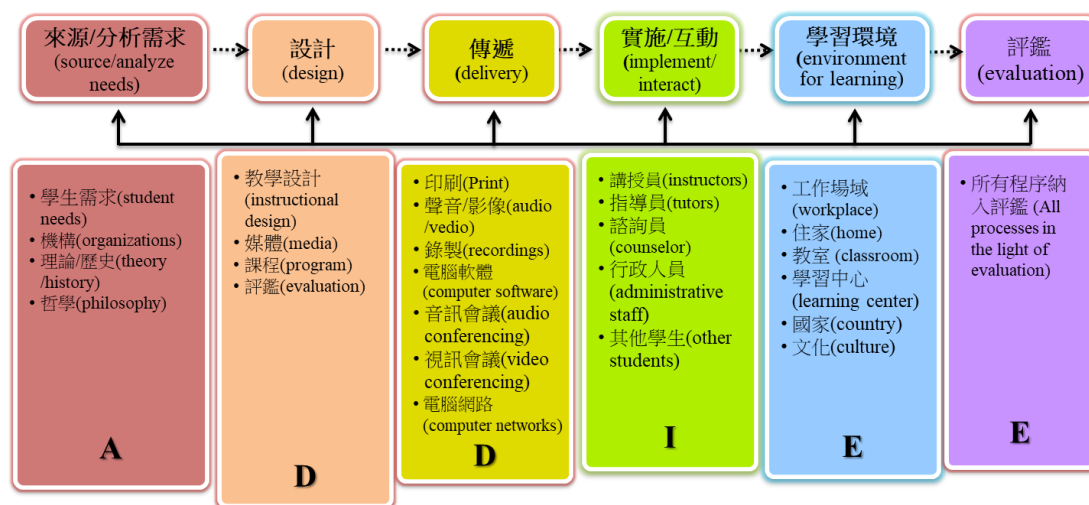 來源/分析需求
(source/analyze
needs)
設計
(design)
傳遞
(delivery)
實施/互動
(implement/
interact)
學習環境
(environment
for learning)
評鑑
(evaluation)
• 學生需求(student
needs)
• 機構(organizations)
• 理論/歷史(theory
/history)
• 哲學(philosophy)
A
• 教學設計
(instructional
design)
• 媒體(media)
• 課程(program)
• 評鑑(evaluation)
D
• 印刷(Print)
• 聲音/影像(audio
/vedio)
• 錄製(recordings)
• 電腦軟體
(computer software)
• 音訊會議(audio
conferencing)
• 視訊會議(video
conferencing)
• 電腦網路
(computer networks)
D
• 講授員(instructors)
• 指導員(tutors)
• 諮詢員
(counselor)
• 行政人員
(administrative
staff)
• 其他學生(other
students)
I
• 工作場域
(workplace)
• 住家(home)
• 教室 (classroom)
• 學習中心
(learning center)
• 國家(country)
• 文化(culture)
E
• 所有程序納
入評鑑 (All
processes in
the light of
evaluation)
E